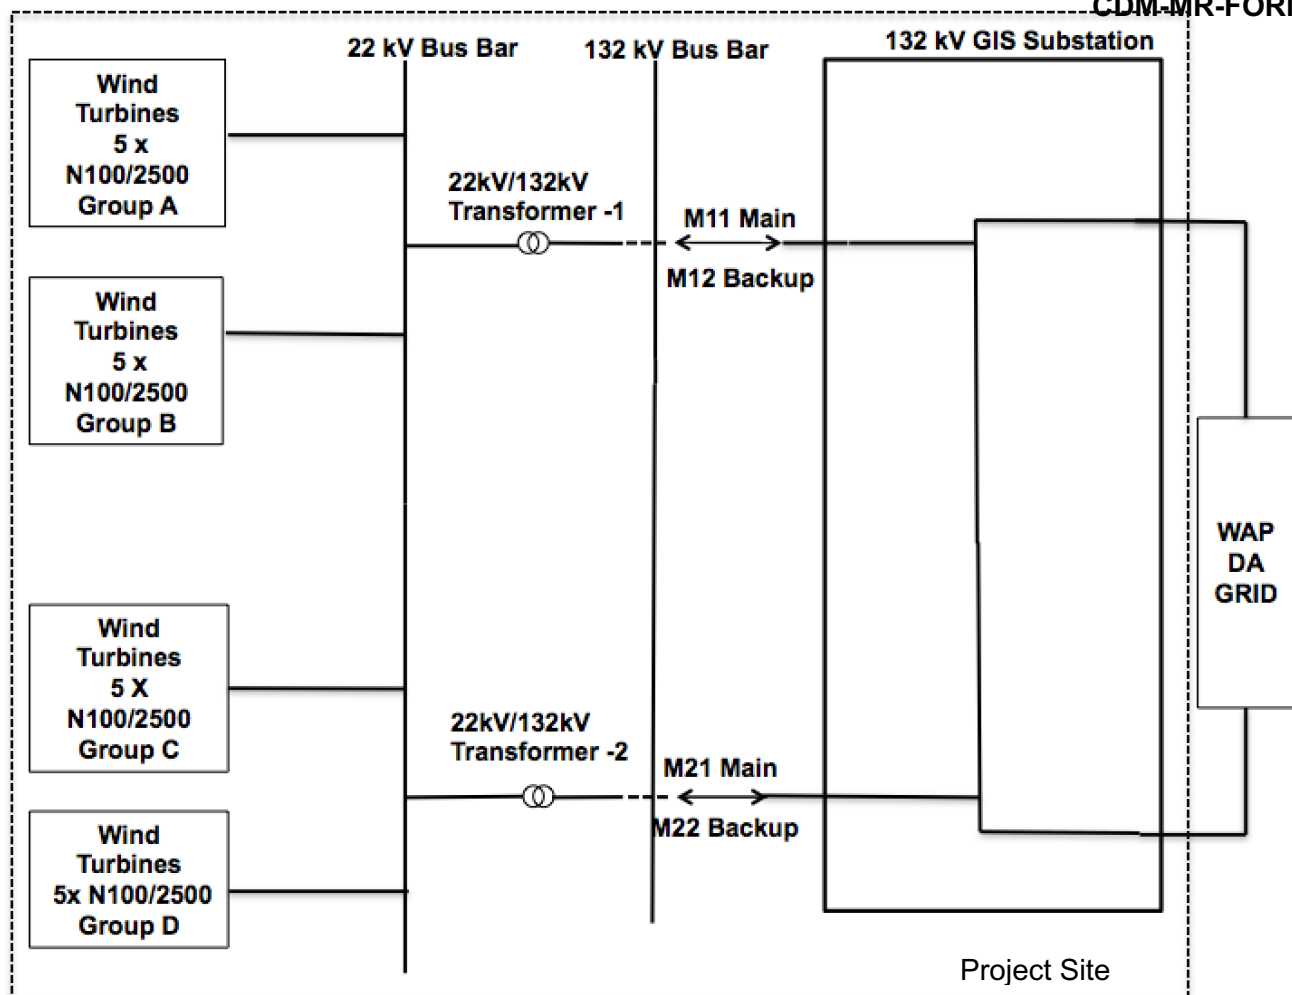 CDM-MR-FORM
22 kV Bus Bar
132 kV Bus Bar
132 kV GIS Substation
Wind
Turbines
5 x
N100/2500
Group A
22kV/132kV
Transformer -1
M11 Main
M12 Backup
Wind
Turbines
5 x
N100/2500
Group B
WAP
DA
GRID
Wind
Turbines
5 X
N100/2500
Group C
22kV/132kV
Transformer -2
M21 Main
M22 Backup
Wind
Turbines
5x N100/2500
Group D
Project Site